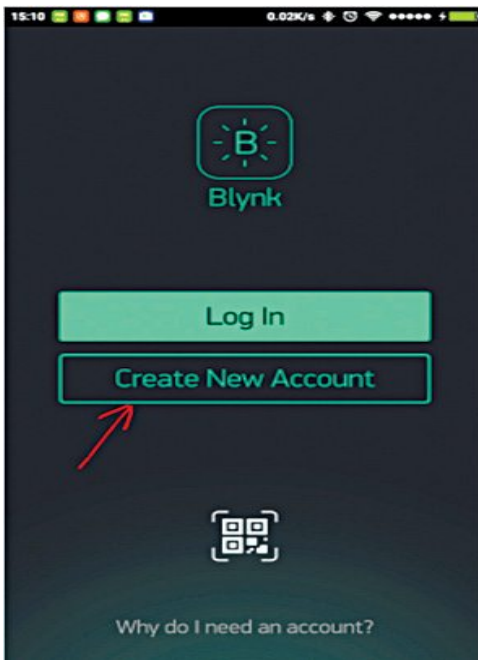 15:10 0.02K/s
B
Blynk
Log In
Create New Account
Why do I need an account?